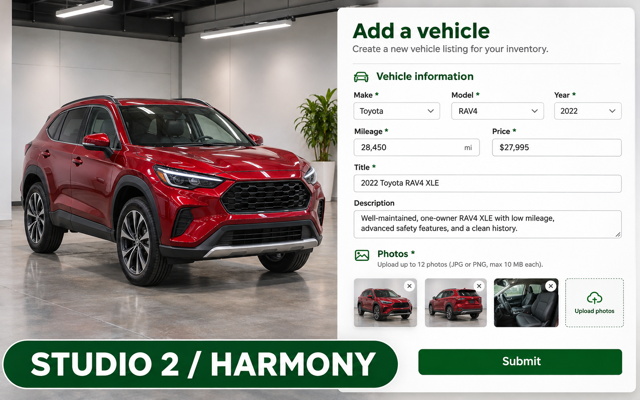 Add a vehicle
Create a new vehicle listing for your inventory.
Vehicle information
Make *
Model *
Year *
Toyota
RAV4
2022
Mileage *
Price *
28,450 mi
$27,995
Title *
2022 Toyota RAV4 XLE
Description
Well-maintained, one-owner RAV4 XLE with low mileage,
advanced safety features, and a clean history.
Photos *
Upload up to 12 photos (JPG or PNG, max 10 MB each).
Upload photos
STUDIO 2 / HARMONY
Submit